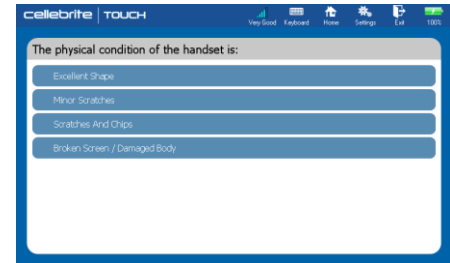 cellebrite | TOUCH
Very Good Keyboard Home Settings Exit 100%
The physical condition of the handset is:
Excellent Shape
Minor Scratches
Scratches And Chips
Broken Screen / Damaged Body